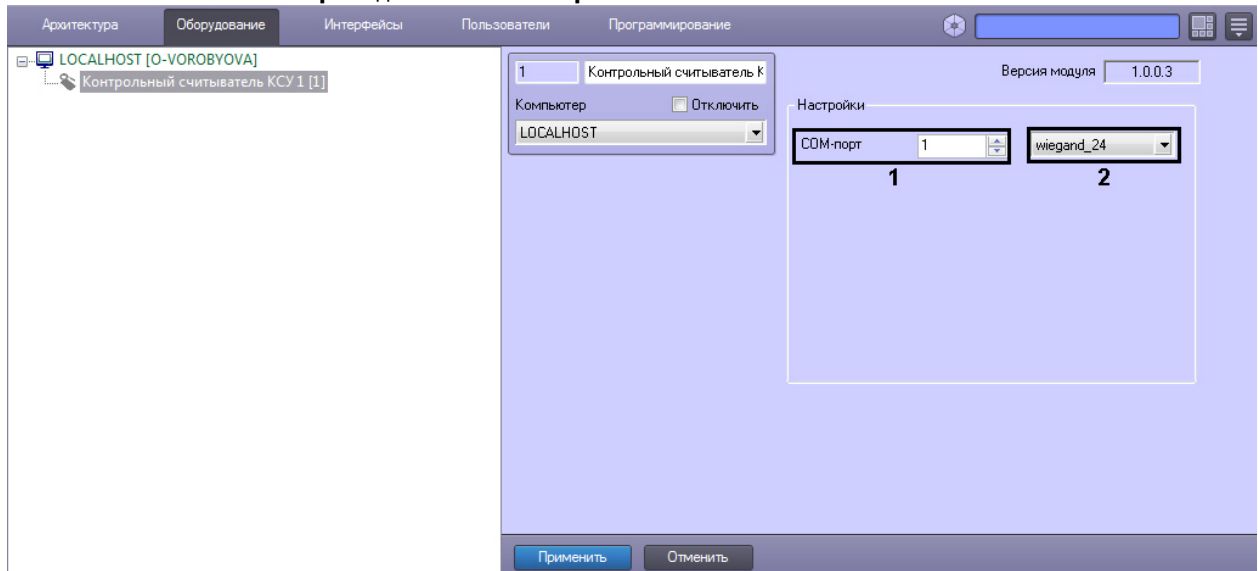 Архитектура Оборудование Интерфейсы Пользователи Программирование
LOCALHOST [O-VOROBYOVA]
Контрольный считыватель КСУ 1 [1]
1 Контрольный считыватель К
Компьютер Отключить
LOCALHOST
Версия модуля 1.0.0.3
Настройки
COM-порт 1 wiegand_24
1 2
Применить Отменить